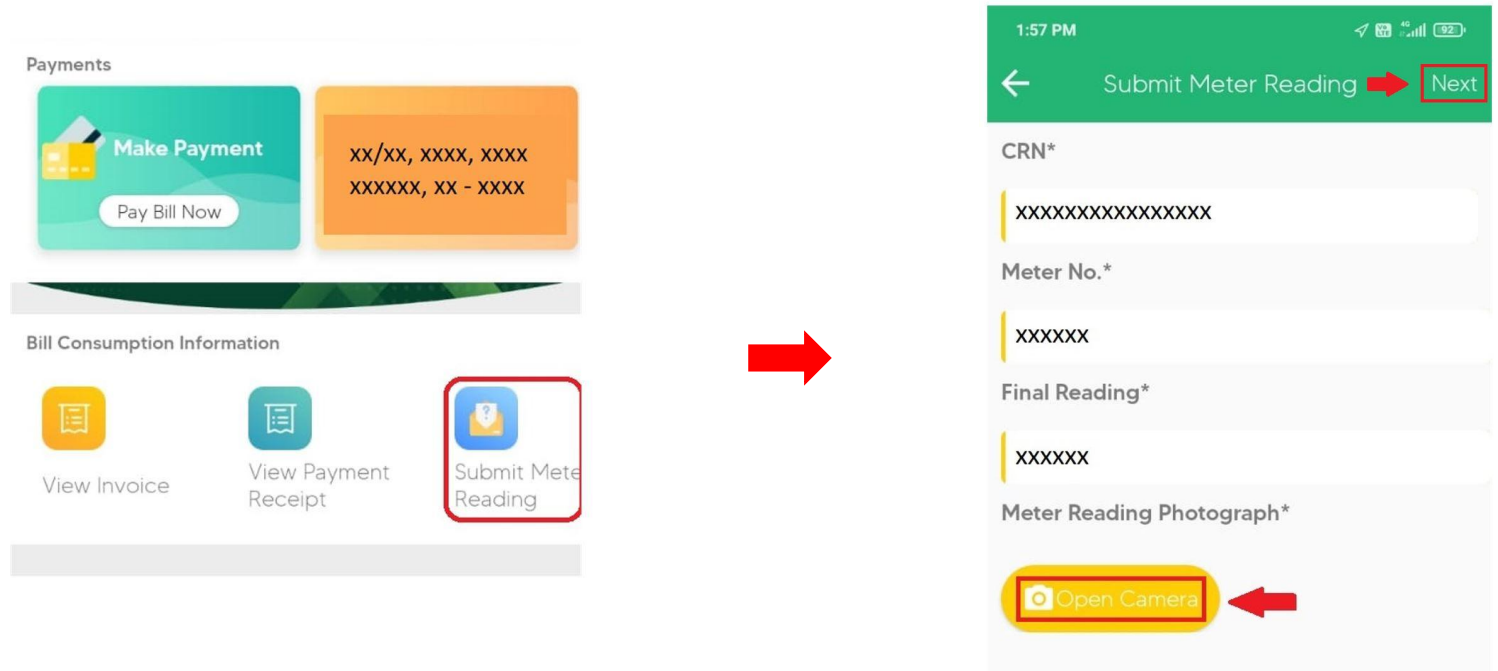 Payments
Make Payment
Pay Bill Now
xx/xx, xxxx, xxxx
xxxxxx, xx - xxxx
Bill Consumption Information
View Invoice
View Payment
Receipt
Submit Mete
Reading
1:57 PM
4G
92
Submit Meter Reading
Next
CRN*
xxxxxxxxxxxxxxxx
Meter No.*
xxxxxx
Final Reading*
xxxxxx
Meter Reading Photograph*
Open Camera